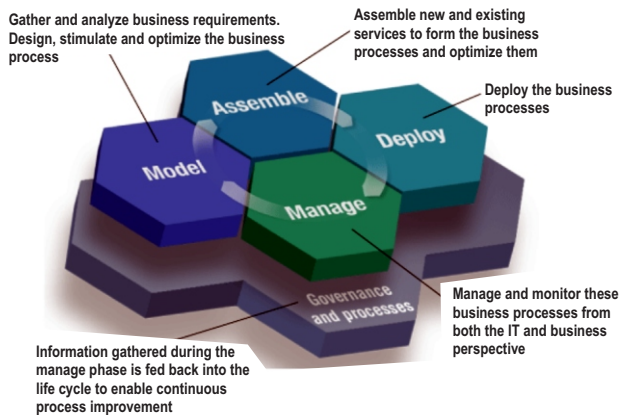 Gather and analyze business requirements.
Design, stimulate and optimize the business
process
Assemble new and existing
services to form the business
processes and optimize them
Deploy the business
processes
Assemble
Deploy
Model
Manage
Governance
and processes
Manage and monitor these
business processes from
both the IT and business
perspective
Information gathered during the
manage phase is fed back into the
life cycle to enable continuous
process improvement